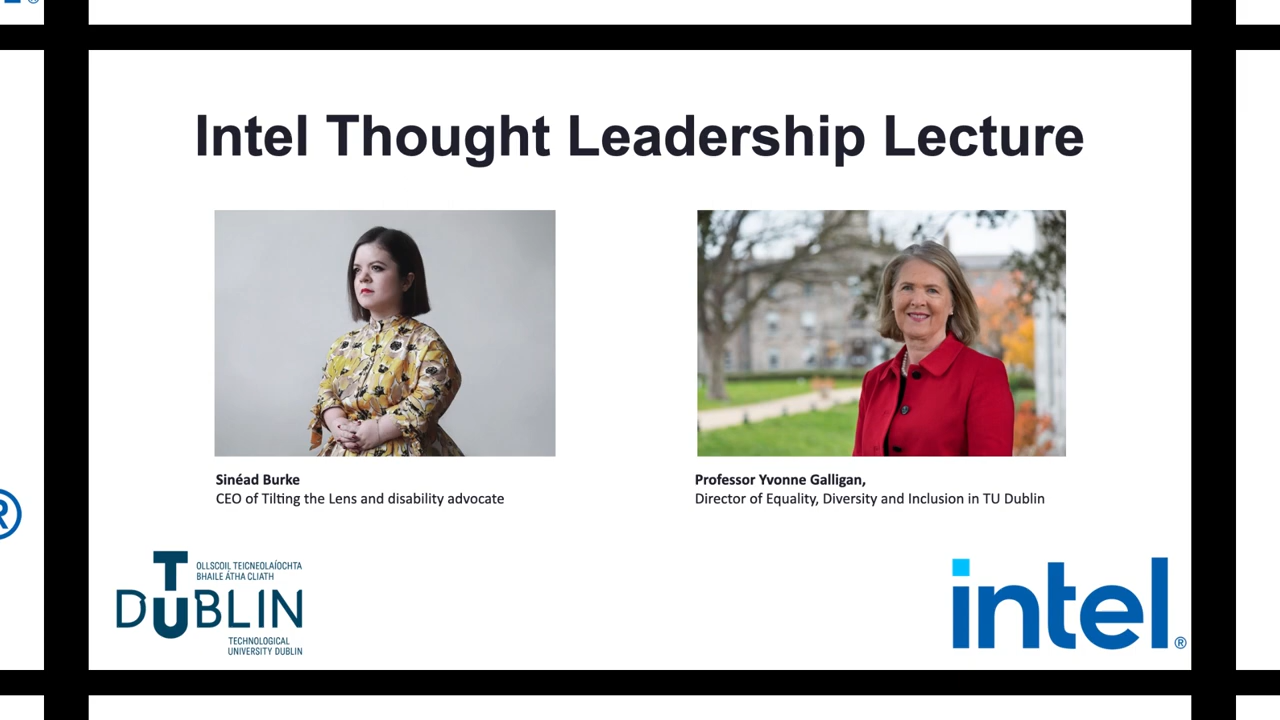 Intel Thought Leadership Lecture
Sinéad Burke
CEO of Tilting the Lens and disability advocate
Professor Yvonne Galligan,
Director of Equality, Diversity and Inclusion in TU Dublin
OLLSCOIL TEICNEOLAÍOCHTA
BHAILE ÁTHA CLIATH
TU DUBLIN
TECHNOLOGICAL
UNIVERSITY DUBLIN
intel®
®